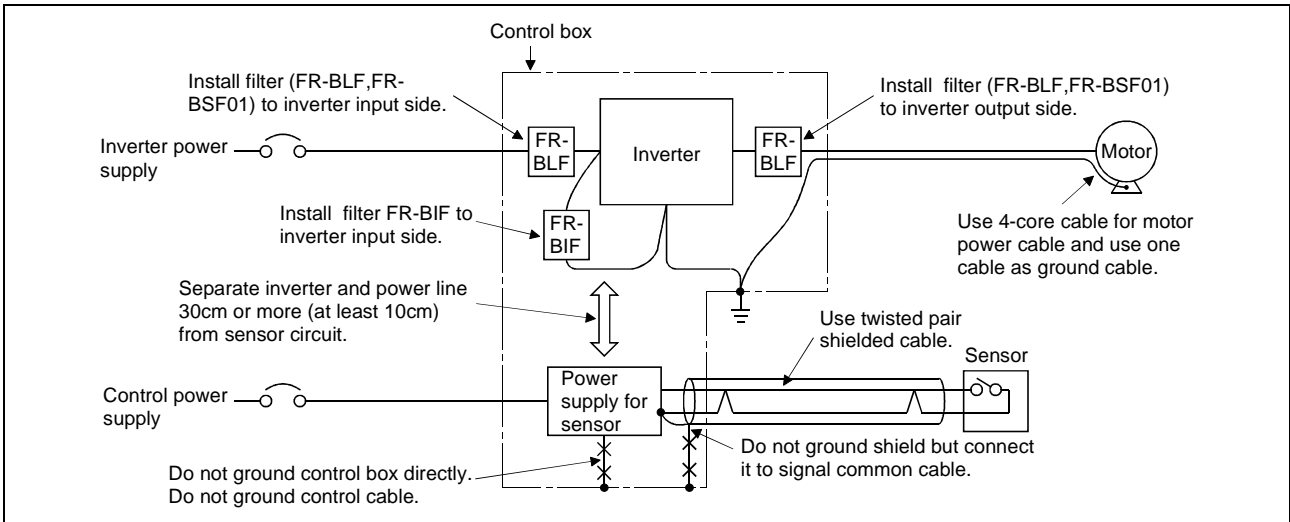 Control box
Install filter (FR-BLF,FR-
BSF01) to inverter input side.
Install filter (FR-BLF,FR-BSF01)
to inverter output side.
Inverter power
supply
FR-
BLF
Inverter
FR-
BLF
Motor
Install filter FR-BIF to
inverter input side.
FR-
BIF
Use 4-core cable for motor
power cable and use one
cable as ground cable.
Separate inverter and power line
30cm or more (at least 10cm)
from sensor circuit.
Use twisted pair
shielded cable.
Sensor
Control power
supply
Power
supply for
sensor
Do not ground shield but connect
it to signal common cable.
Do not ground control box directly.
Do not ground control cable.